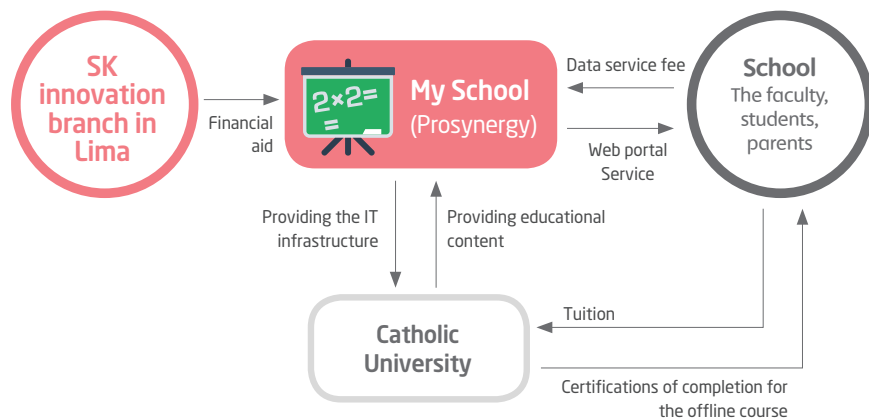 SK
innovation
branch in
Lima
Financial
aid
2×2=
=
My School
(Prosynergy)
Data service fee
Web portal
Service
School
The faculty,
students,
parents
Providing the IT
infrastructure
Providing educational
content
Catholic
University
Tuition
Certifications of completion for
the offline course